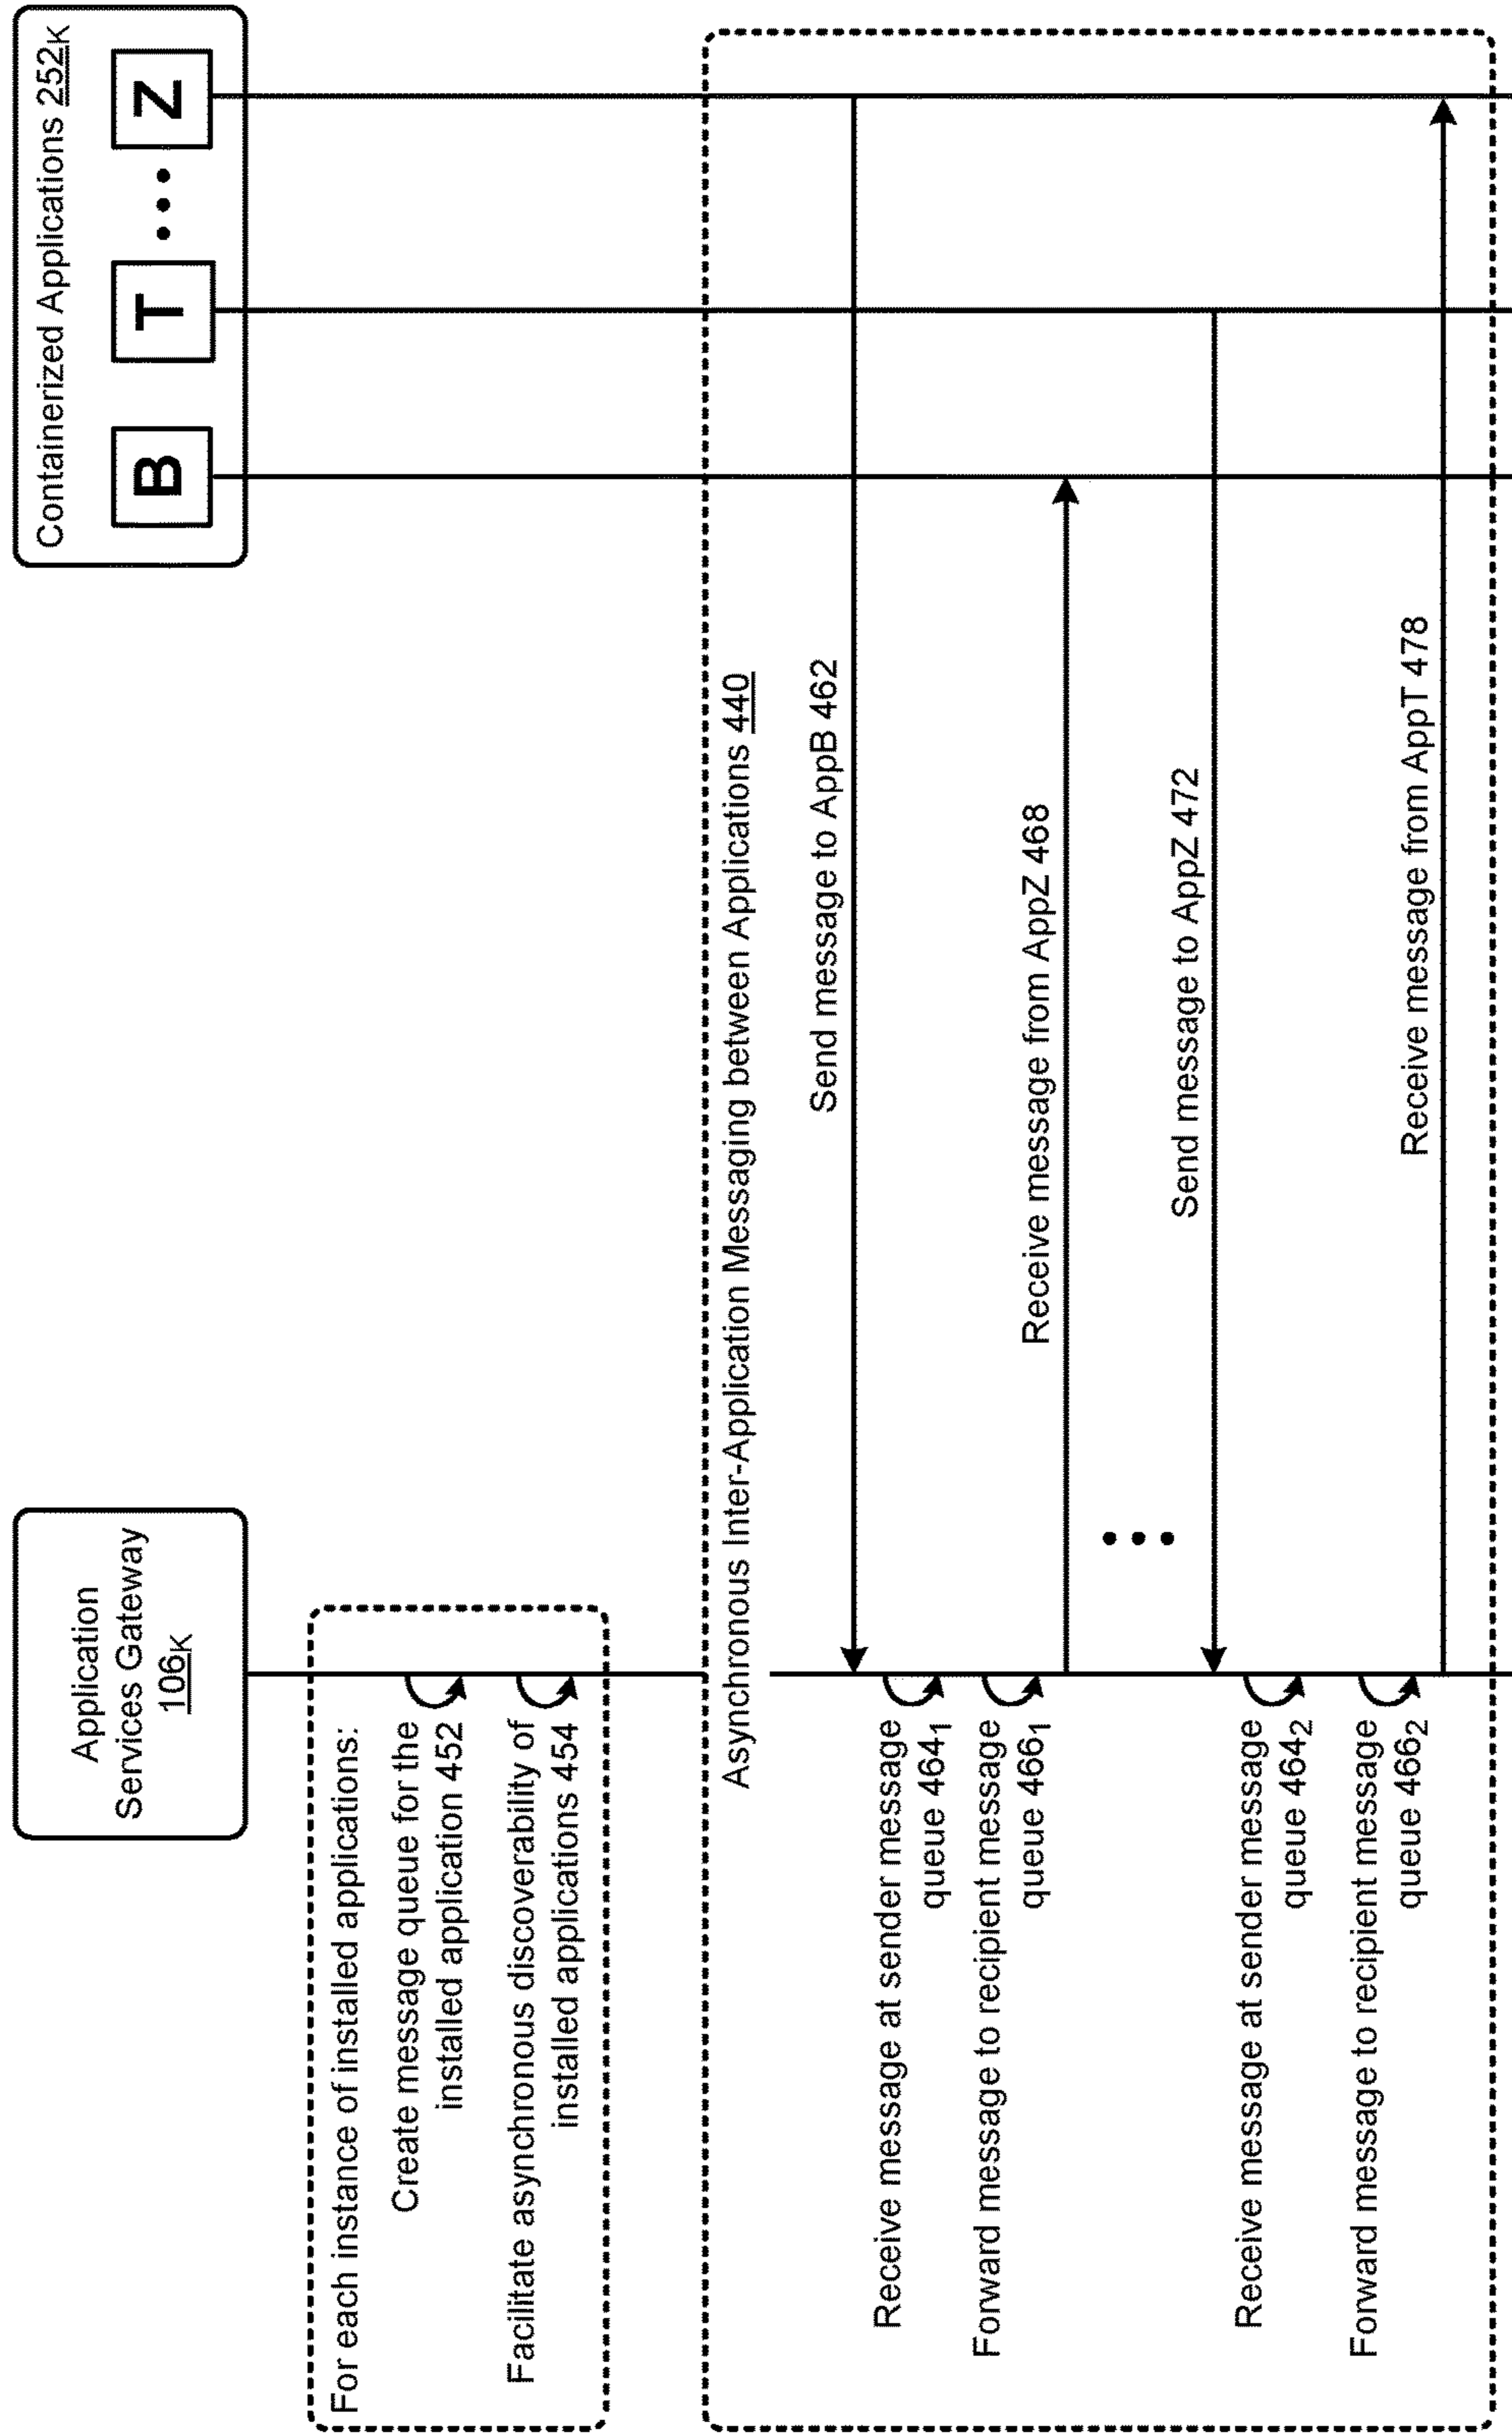 Application
Services Gateway
106K
Containerized Applications 252K
B
T
Z
For each instance of installed applications:
Create message queue for the
installed application 452
Facilitate asynchronous discoverability of
installed applications 454
Asynchronous Inter-Application Messaging between Applications 440
Send message to AppB 462
Receive message at sender message
queue 464₁
Forward message to recipient message
queue 466₁
Receive message from AppZ 468
Send message to AppZ 472
Receive message at sender message
queue 464₂
Forward message to recipient message
queue 466₂
Receive message from AppT 478